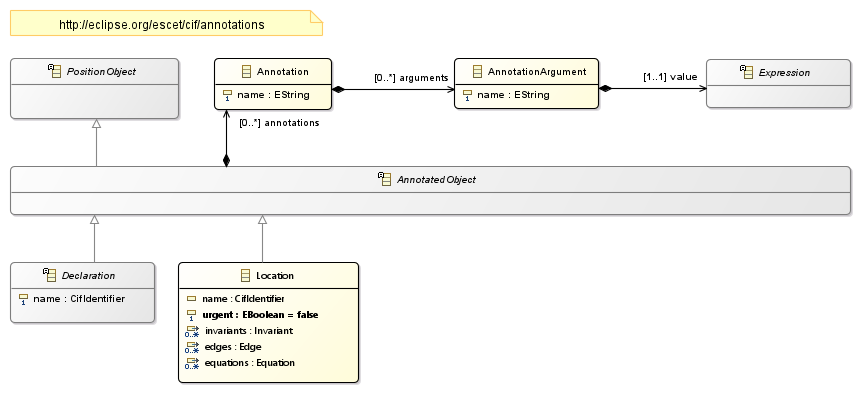 http://eclipse.org/escet/cif/annotations
PositionObject
Annotation
name : EString
[0..*] arguments
AnnotationArgument
name : EString
[1..1] value
Expression
[0..*] annotations
AnnotatedObject
Declaration
name : CifIdentifier
Location
name : CifIdentifier
urgent : EBoolean = false
invariants : Invariant
edges : Edge
equations : Equation